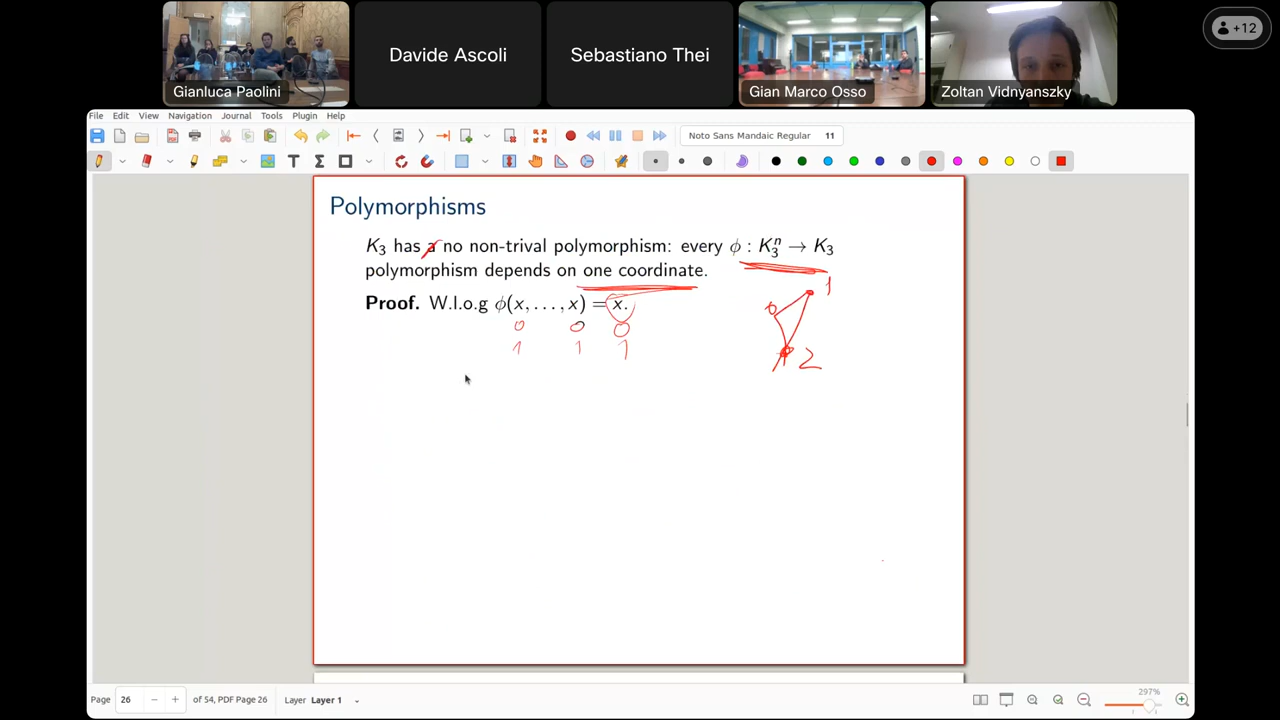 +12
Gianluca Paolini
Davide Ascoli
Sebastiano Thei
Gian Marco Osso
Zoltan Vidnyanszky
File Edit View Navigation Journal Tools Plugin Help
Noto Sans Mandaic Regular 11
Polymorphisms
K₃ has a no non-trival polymorphism: every ϕ : K₃ⁿ → K₃
polymorphism depends on one coordinate.
Proof. W.l.o.g ϕ(x, . . . , x) = x.
0 0 0
1 1 1
0 1
2
Page 26 of 54, PDF Page 26 Layer Layer 1
297%